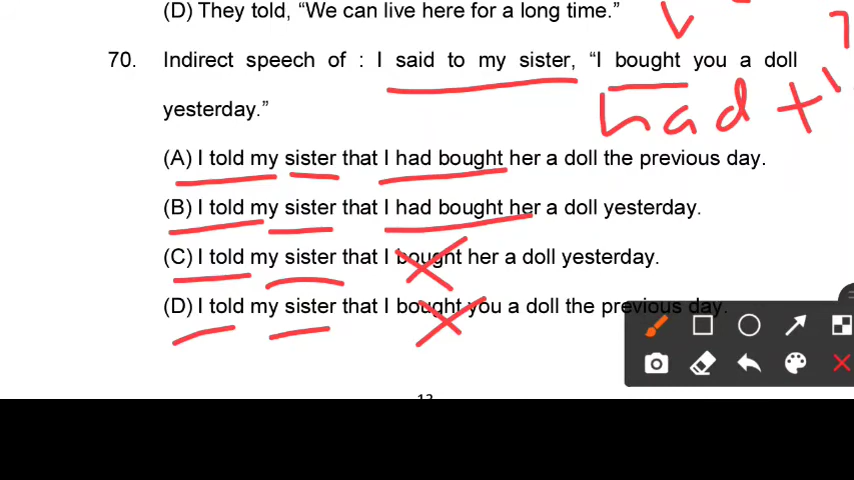 (D) They told, “We can live here for a long time.”
70. Indirect speech of : I said to my sister, “I bought you a doll
yesterday.”
had +
(A) I told my sister that I had bought her a doll the previous day.
(B) I told my sister that I had bought her a doll yesterday.
(C) I told my sister that I bought her a doll yesterday.
(D) I told my sister that I bought you a doll the previous day.